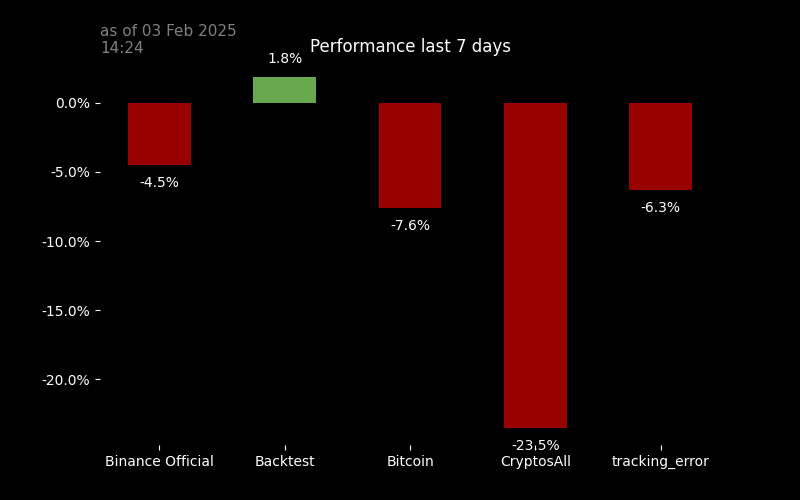 as of 03 Feb 2025
14:24
Performance last 7 days
1.8%
0.0%
-4.5%
-5.0%
-7.6%
-6.3%
-10.0%
-15.0%
-20.0%
-23.5%
Binance Official
Backtest
Bitcoin
CryptosAll
tracking_error